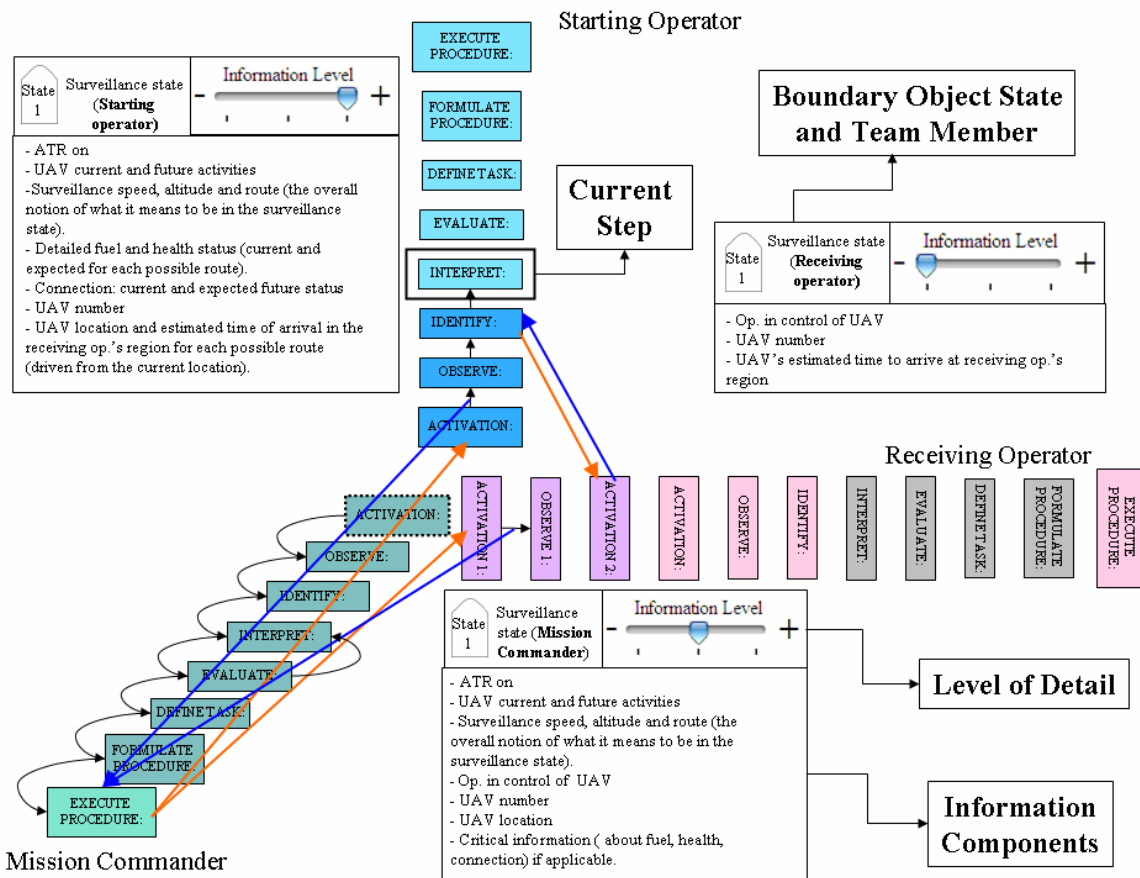 Starting Operator
EXECUTE
PROCEDURE:
FORMULATE
PROCEDURE:
DEFINE TASK:
EVALUATE:
INTERPRET:
IDENTIFY:
OBSERVE:
ACTIVATION:
State
1
Surveillance state
(Starting
operator)
Information Level
- +
- ATR on
- UAV current and future activities
-Surveillance speed, altitude and route (the overall
notion of what it means to be in the surveillance
state).
- Detailed fuel and health status (current and
expected for each possible route).
- Connection: current and expected future status
- UAV number
- UAV location and estimated time of arrival in the
receiving op.'s region for each possible route
(driven from the current location).
Current
Step
Boundary Object State
and Team Member
State
1
Surveillance state
(Receiving
operator)
Information Level
- +
- Op. in control of UAV
- UAV number
- UAV's estimated time to arrive at receiving op.'s
region
Receiving Operator
ACTIVATION 1:
OBSERVE 1:
ACTIVATION 2:
ACTIVATION:
OBSERVE:
IDENTIFY:
INTERPRET:
EVALUATE:
DEFINE TASK:
FORMULATE
PROCEDURE:
EXECUTE
PROCEDURE:
ACTIVATION:
OBSERVE:
IDENTIFY:
INTERPRET:
EVALUATE:
DEFINE TASK:
FORMULATE
PROCEDURE:
EXECUTE
PROCEDURE:
Mission Commander
State
1
Surveillance
state (Mission
Commander)
Information Level
- +
- ATR on
- UAV current and future activities
- Surveillance speed, altitude and route (the
overall notion of what it means to be in the
surveillance state).
- Op. in control of UAV
- UAV number
- UAV location
- Critical information ( about fuel, health,
connection) if applicable.
Level of Detail
Information
Components